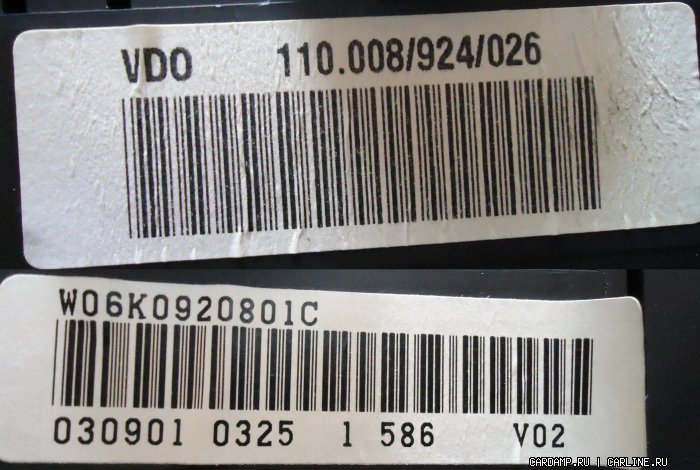 VDO 110.008/924/026
W06K0920801C
030901 0325 1 586 V02
CARDAMP.RU | CARLINE.RU